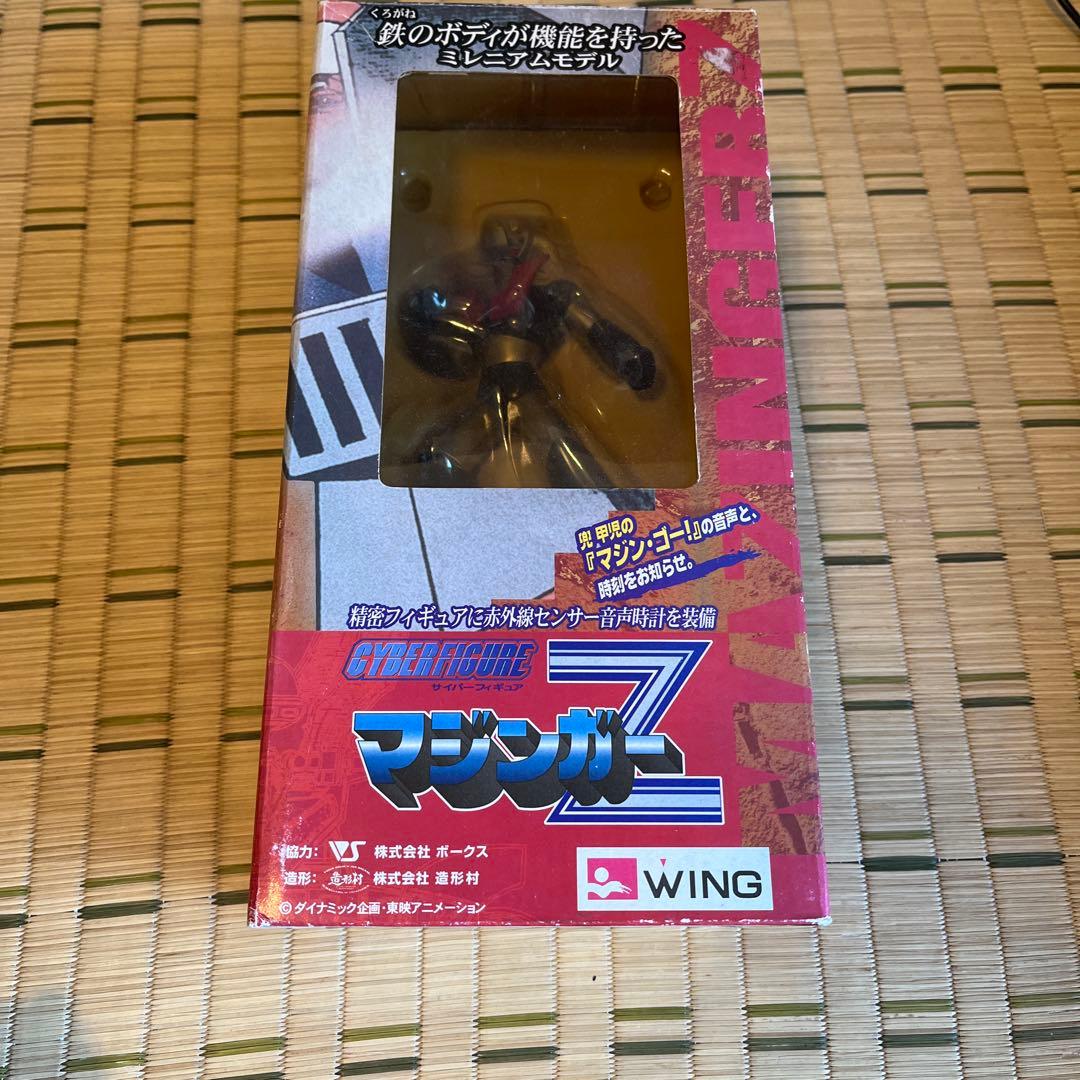 くろがね
鉄のボディが機能を持った
ミレニアムモデル
MAZINGER Z
兜 甲児の
『マジン・ゴー!』の音声と、
時刻をお知らせ。
精密フィギュアに赤外線センサー音声時計を装備
CYBERFIGURE
サイバーフィギュア
マジンガーZ
協力: VS 株式会社 ボークス
造形: 造形村 株式会社 造形村
© ダイナミック企画・東映アニメーション
WING